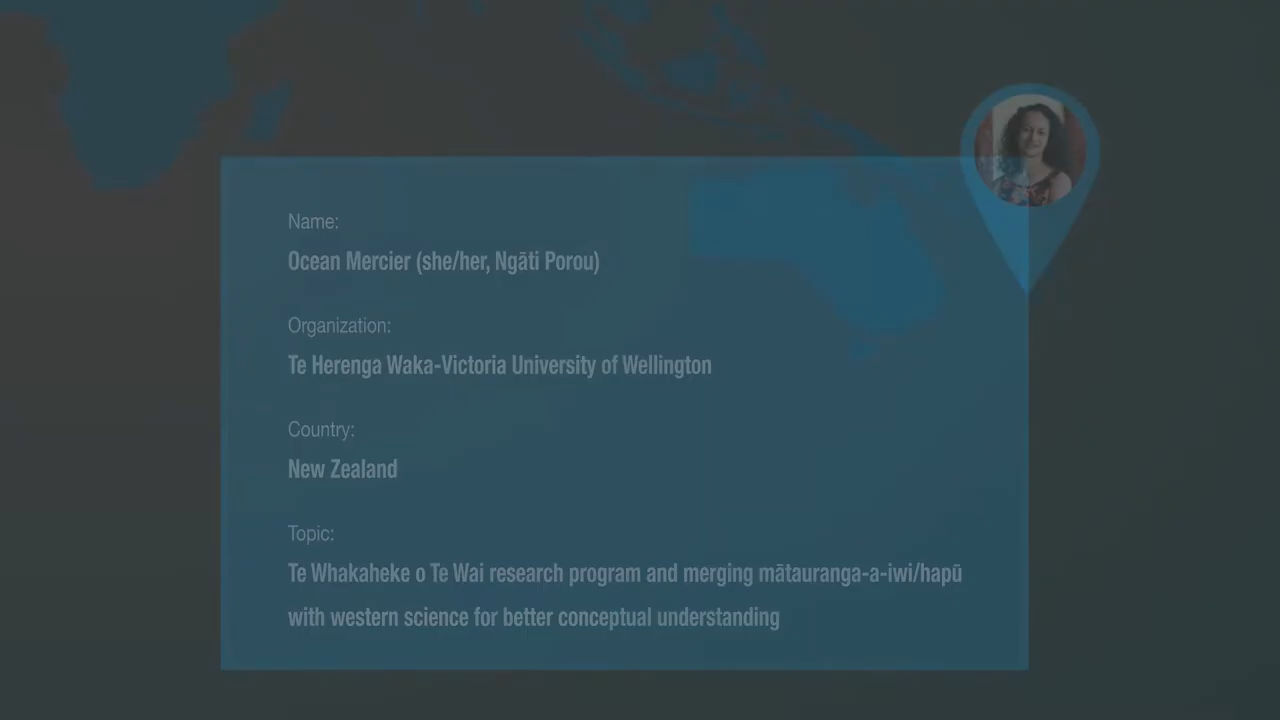 Name:
Ocean Mercier (she/her, Ngāti Porou)
Organization:
Te Herenga Waka-Victoria University of Wellington
Country:
New Zealand
Topic:
Te Whakaheke o Te Wai research program and merging mātauranga-a-iwi/hapū
with western science for better conceptual understanding